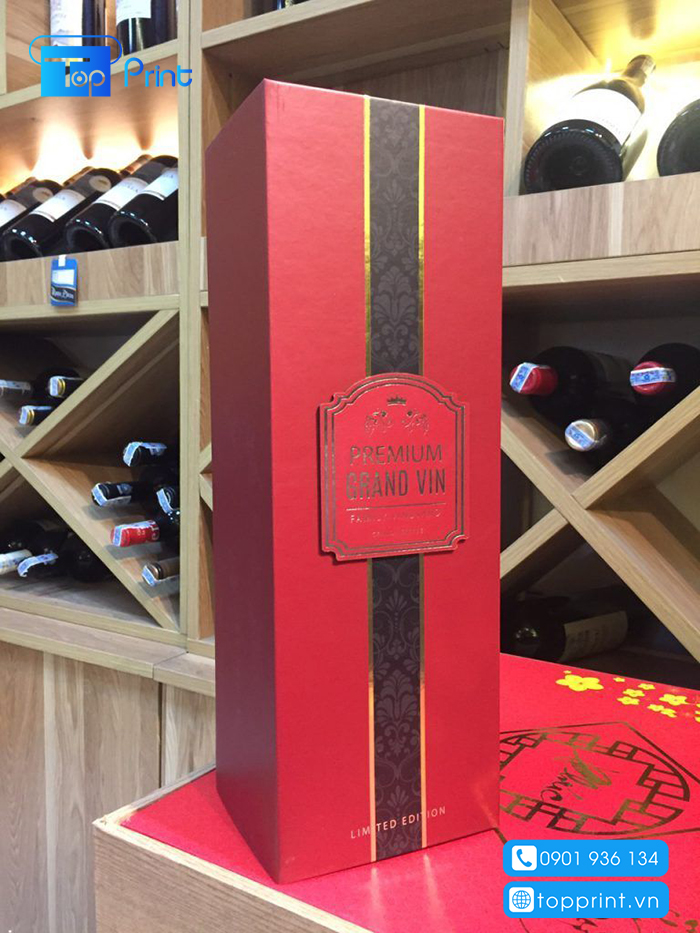 Top Print
PREMIUM
GRAND VIN
LIMITED EDITION
0901 936 134
topprint.vn